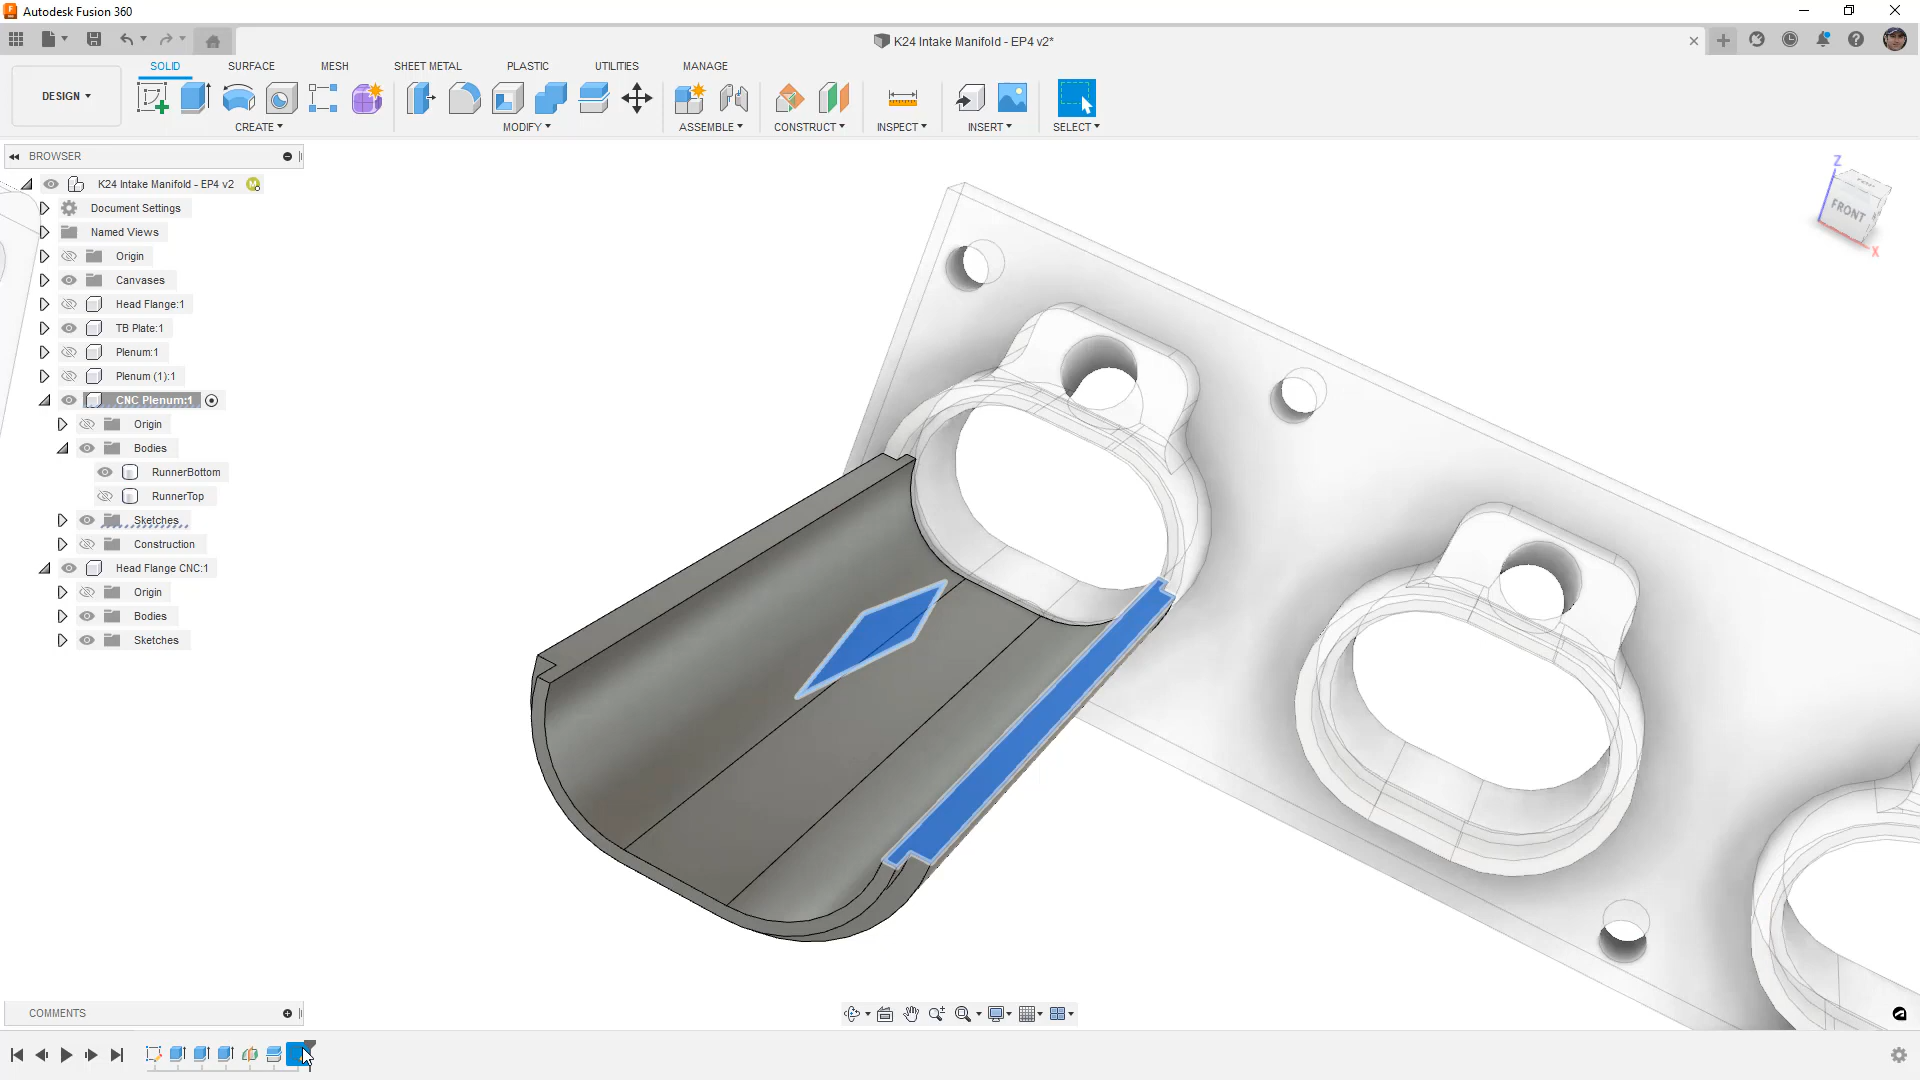 Autodesk Fusion 360
K24 Intake Manifold - EP4 v2*
DESIGN
SOLID
SURFACE
MESH
SHEET METAL
PLASTIC
UTILITIES
MANAGE
CREATE
MODIFY
ASSEMBLE
CONSTRUCT
INSPECT
INSERT
SELECT
BROWSER
K24 Intake Manifold - EP4 v2
M
Document Settings
Named Views
Origin
Canvases
Head Flange:1
TB Plate:1
Plenum:1
Plenum (1):1
CNC Plenum:1
Origin
Bodies
RunnerBottom
RunnerTop
Sketches
Construction
Head Flange CNC:1
Origin
Bodies
Sketches
Z
FRONT
X
COMMENTS